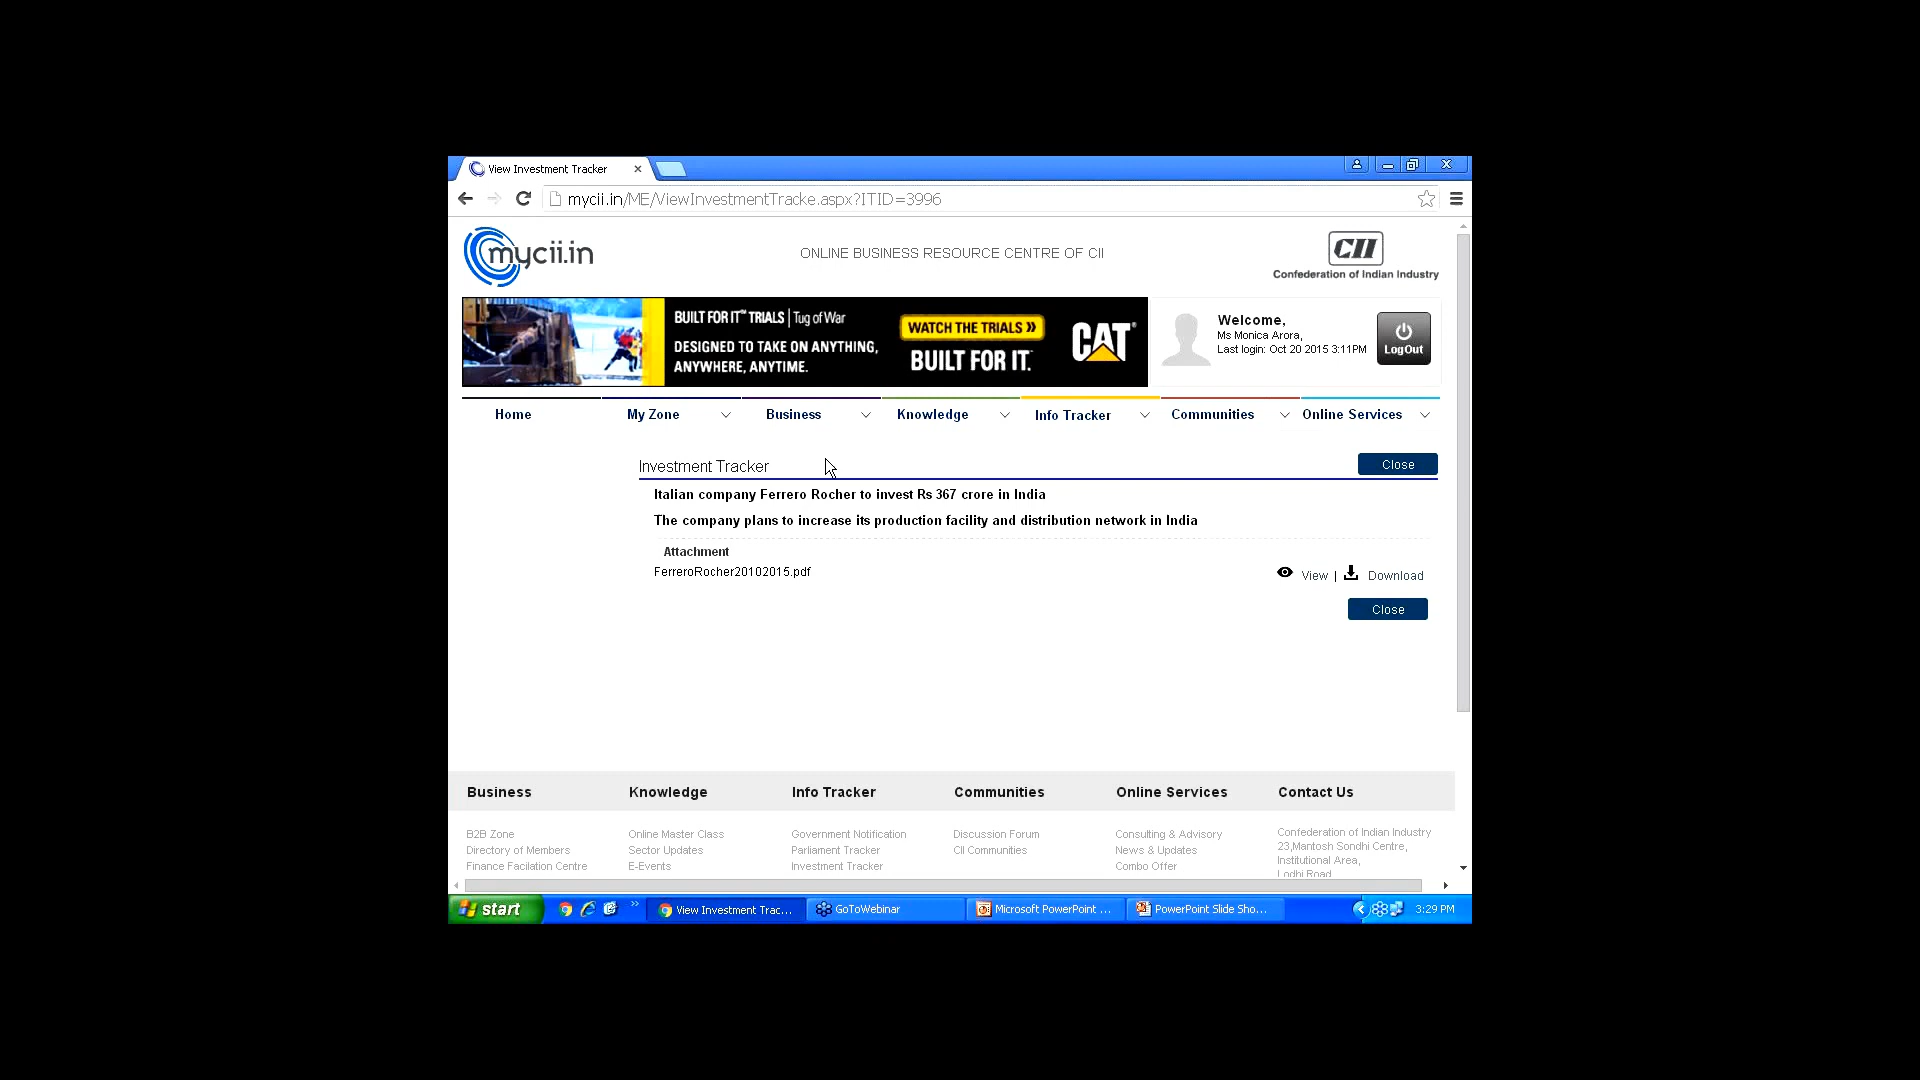 View Investment Tracker
mycii.in/ME/ViewInvestmentTracke.aspx?ITID=3996
mycii.in
ONLINE BUSINESS RESOURCE CENTRE OF CII
CII
Confederation of Indian Industry
BUILT FOR IT™ TRIALS | Tug of War
DESIGNED TO TAKE ON ANYTHING,
ANYWHERE, ANYTIME.
WATCH THE TRIALS »
BUILT FOR IT.™
CAT®
Welcome,
Ms Monica Arora,
Last login: Oct 20 2015 3:11PM
LogOut
Home
My Zone
Business
Knowledge
Info Tracker
Communities
Online Services
Investment Tracker
Close
Italian company Ferrero Rocher to invest Rs 367 crore in India
The company plans to increase its production facility and distribution network in India
Attachment
FerreroRocher20102015.pdf
View | Download
Close
Business
Knowledge
Info Tracker
Communities
Online Services
Contact Us
B2B Zone
Directory of Members
Finance Facilation Centre
Online Master Class
Sector Updates
E-Events
Government Notification
Parliament Tracker
Investment Tracker
Discussion Forum
CII Communities
Consulting & Advisory
News & Updates
Combo Offer
Confederation of Indian Industry
23,Mantosh Sondhi Centre,
Institutional Area,
Lodhi Road
start
View Investment Trac...
GoToWebinar
Microsoft PowerPoint ...
PowerPoint Slide Sho...
3:29 PM